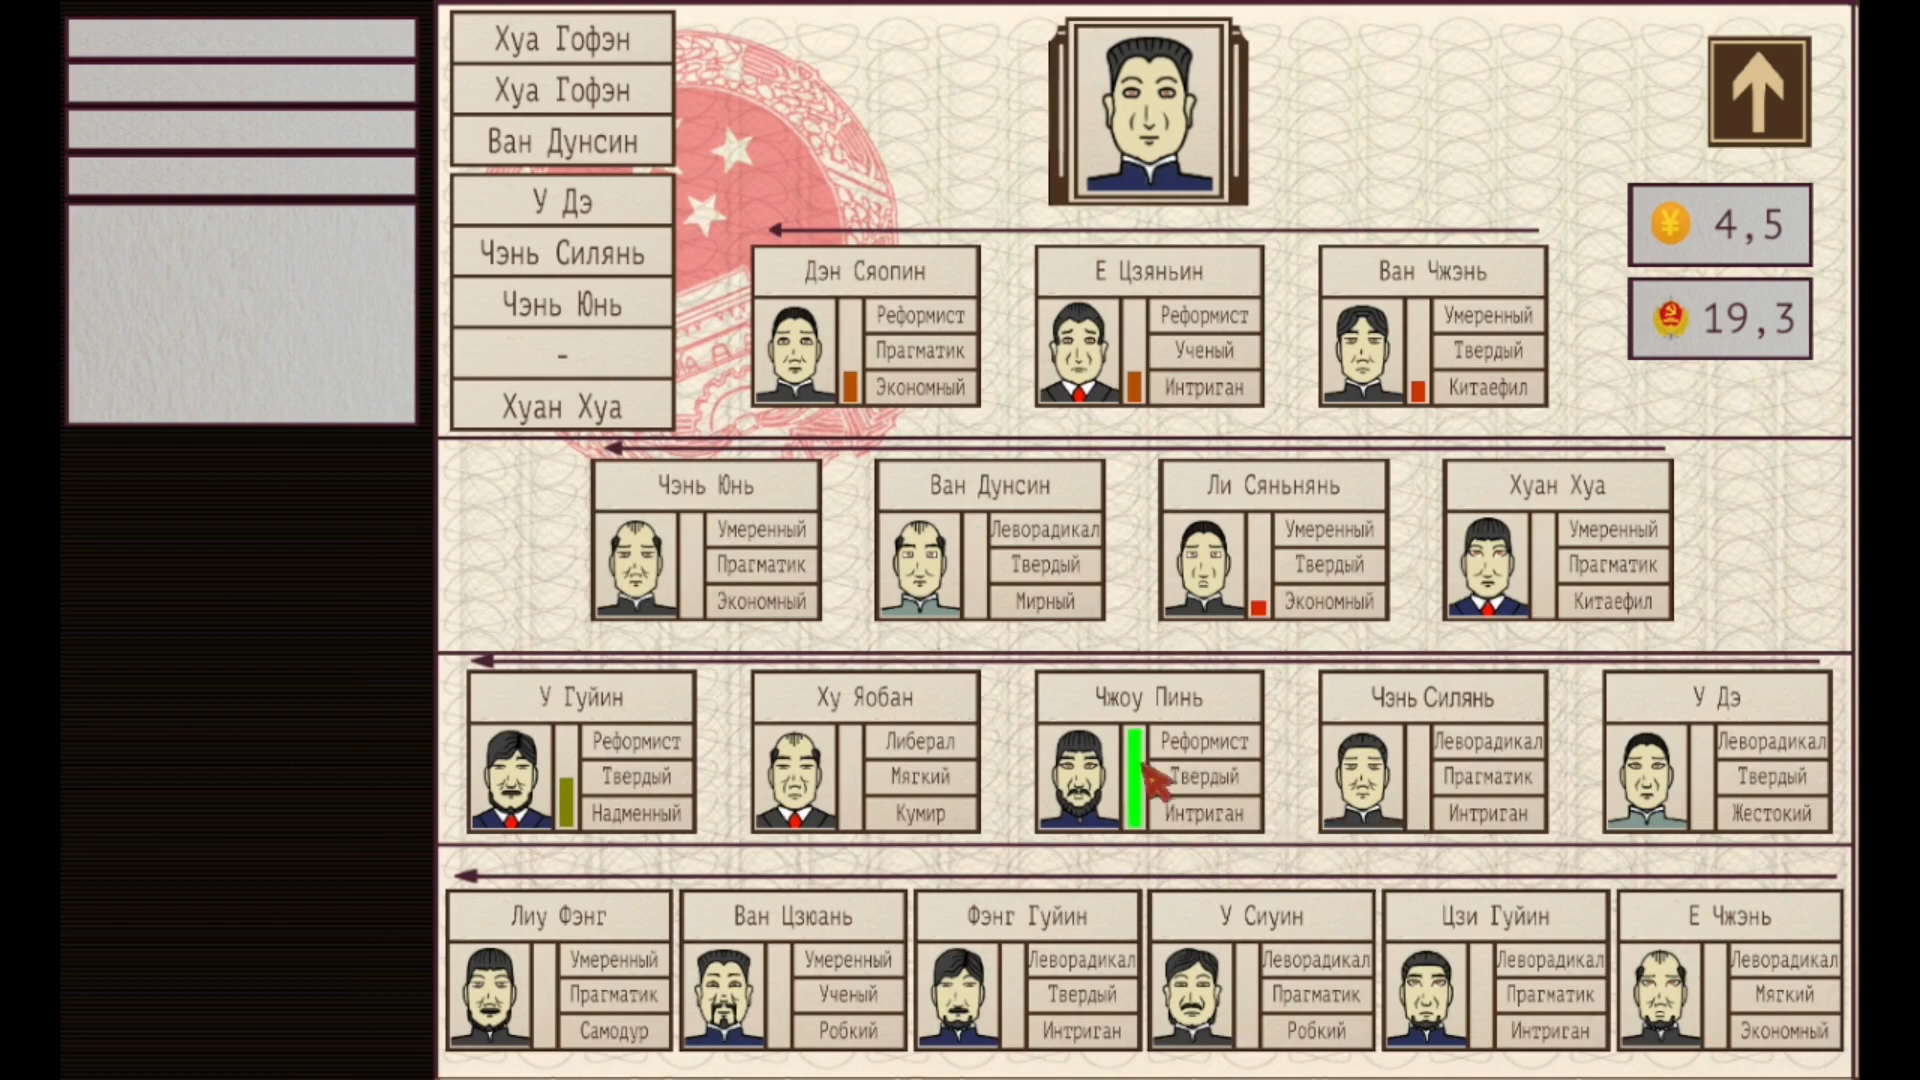 Хуа Гофэн
Хуа Гофэн
Ван Дунсин
У Дэ
Чэнь Силянь
Чэнь Юнь
-
Хуан Хуа
¥ 4,5
19,3
Дэн Сяопин
Реформист
Прагматик
Экономный
Е Цзяньин
Реформист
Ученый
Интриган
Ван Чжэнь
Умеренный
Твердый
Китаефил
Чэнь Юнь
Умеренный
Прагматик
Экономный
Ван Дунсин
Леворадикал
Твердый
Мирный
Ли Сяньнянь
Умеренный
Твердый
Экономный
Хуан Хуа
Умеренный
Прагматик
Китаефил
У Гуйин
Реформист
Твердый
Надменный
Ху Яобан
Либерал
Мягкий
Кумир
Чжоу Пинь
Реформист
Твердый
Интриган
Чэнь Силянь
Леворадикал
Прагматик
Интриган
У Дэ
Леворадикал
Твердый
Жестокий
Лиу Фэнг
Умеренный
Прагматик
Самодур
Ван Цзюань
Умеренный
Ученый
Робкий
Фэнг Гуйин
Леворадикал
Твердый
Интриган
У Сиуин
Леворадикал
Прагматик
Робкий
Цзи Гуйин
Леворадикал
Прагматик
Интриган
Е Чжэнь
Леворадикал
Мягкий
Экономный